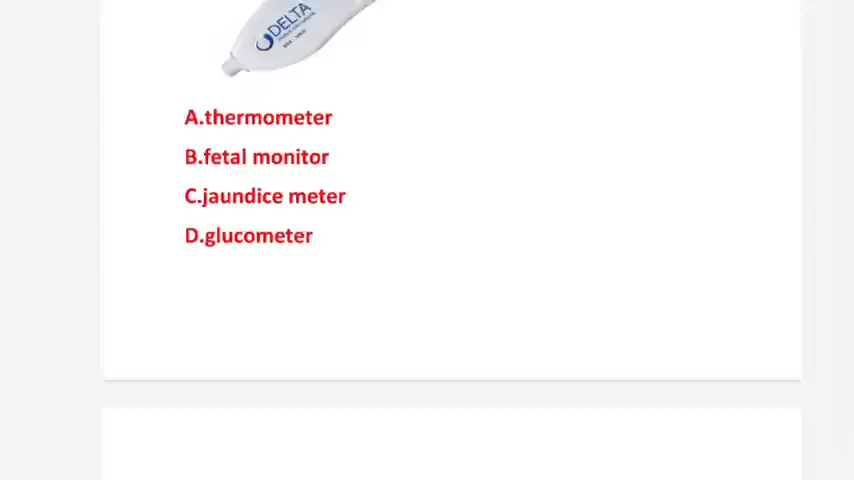 DELTA
A.thermometer
B.fetal monitor
C.jaundice meter
D.glucometer